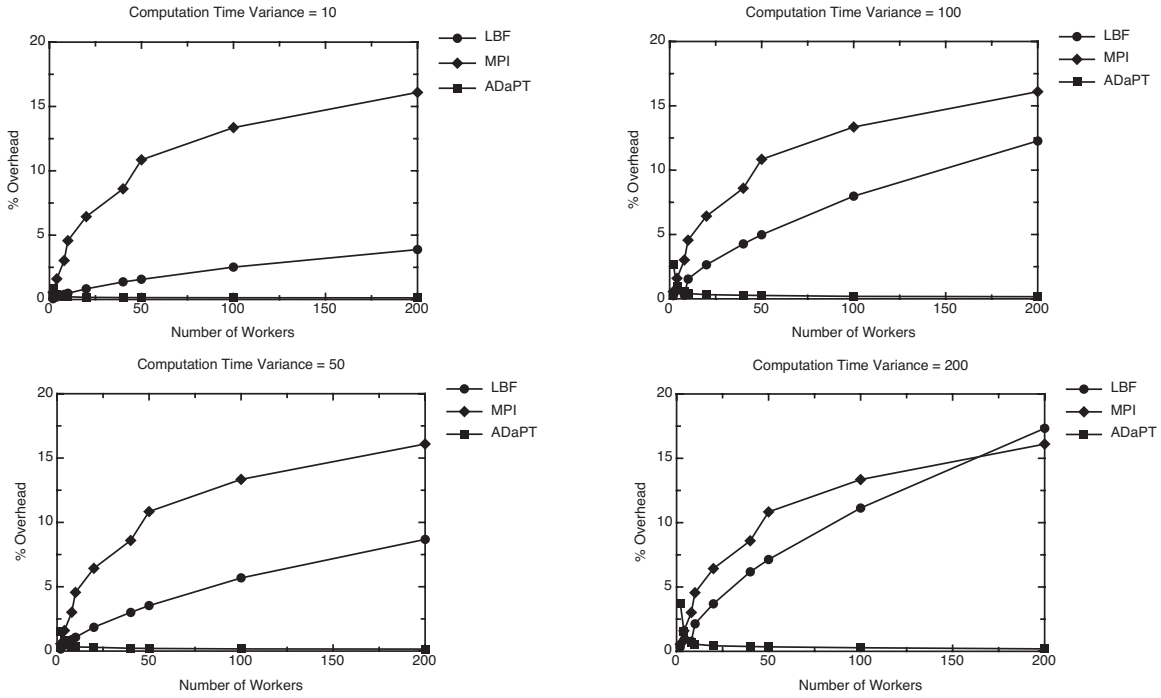 Computation Time Variance = 10
20
15
10
5
0
% Overhead
0
50
100
150
200
Number of Workers
LBF
MPI
ADaPT
Computation Time Variance = 100
20
15
10
5
0
% Overhead
0
50
100
150
200
Number of Workers
LBF
MPI
ADaPT
Computation Time Variance = 50
20
15
10
5
0
% Overhead
0
50
100
150
200
Number of Workers
LBF
MPI
ADaPT
Computation Time Variance = 200
20
15
10
5
0
% Overhead
0
50
100
150
200
Number of Workers
LBF
MPI
ADaPT